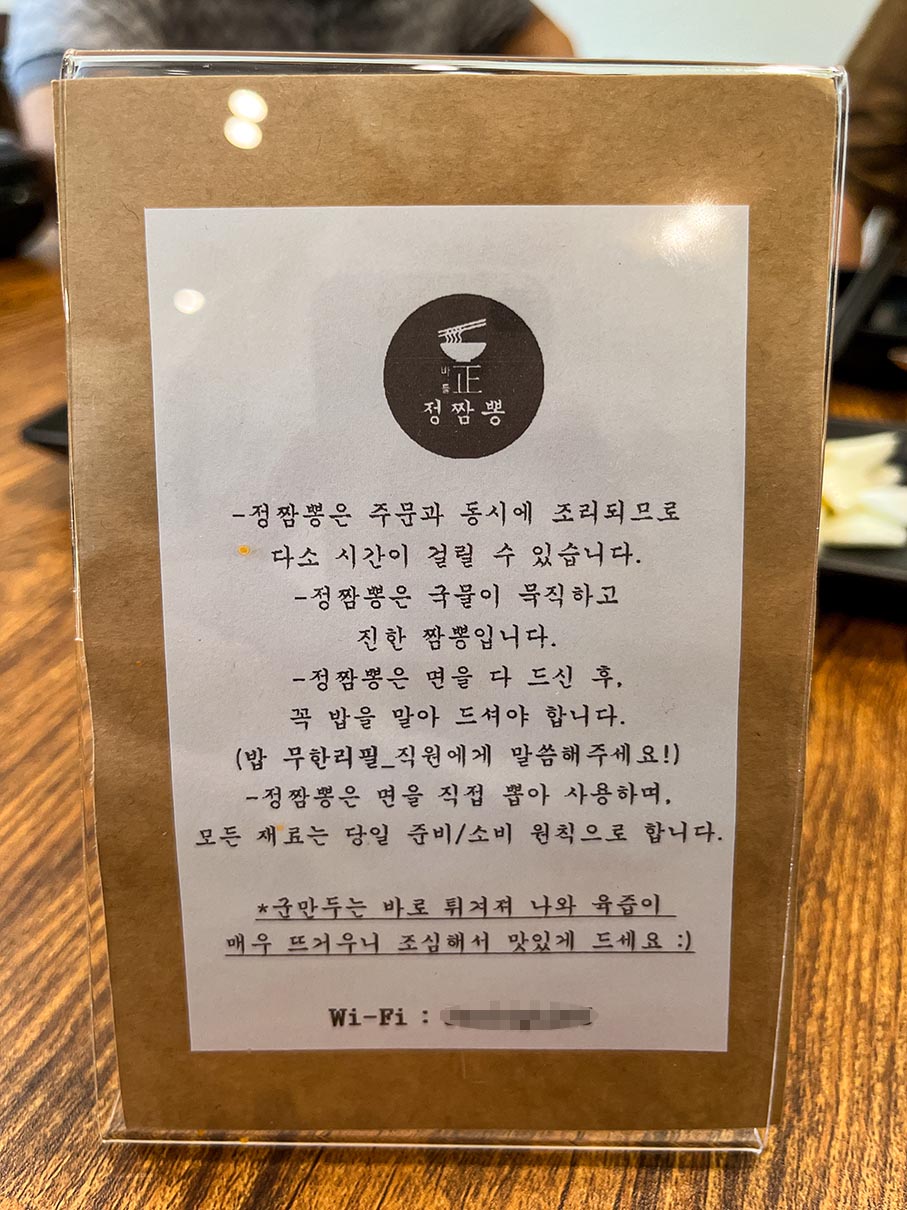 바를 正
정짬뽕
-정짬뽕은 주문과 동시에 조리되므로
다소 시간이 걸릴 수 있습니다.
-정짬뽕은 국물이 묵직하고
진한 짬뽕입니다.
-정짬뽕은 면을 다 드신 후,
꼭 밥을 말아 드셔야 합니다.
(밥 무한리필_직원에게 말씀해주세요!)
-정짬뽕은 면을 직접 뽑아 사용하며,
모든 재료는 당일 준비/소비 원칙으로 합니다.
*군만두는 바로 튀겨져 나와 육즙이
매우 뜨거우니 조심해서 맛있게 드세요 :)
Wi-Fi :